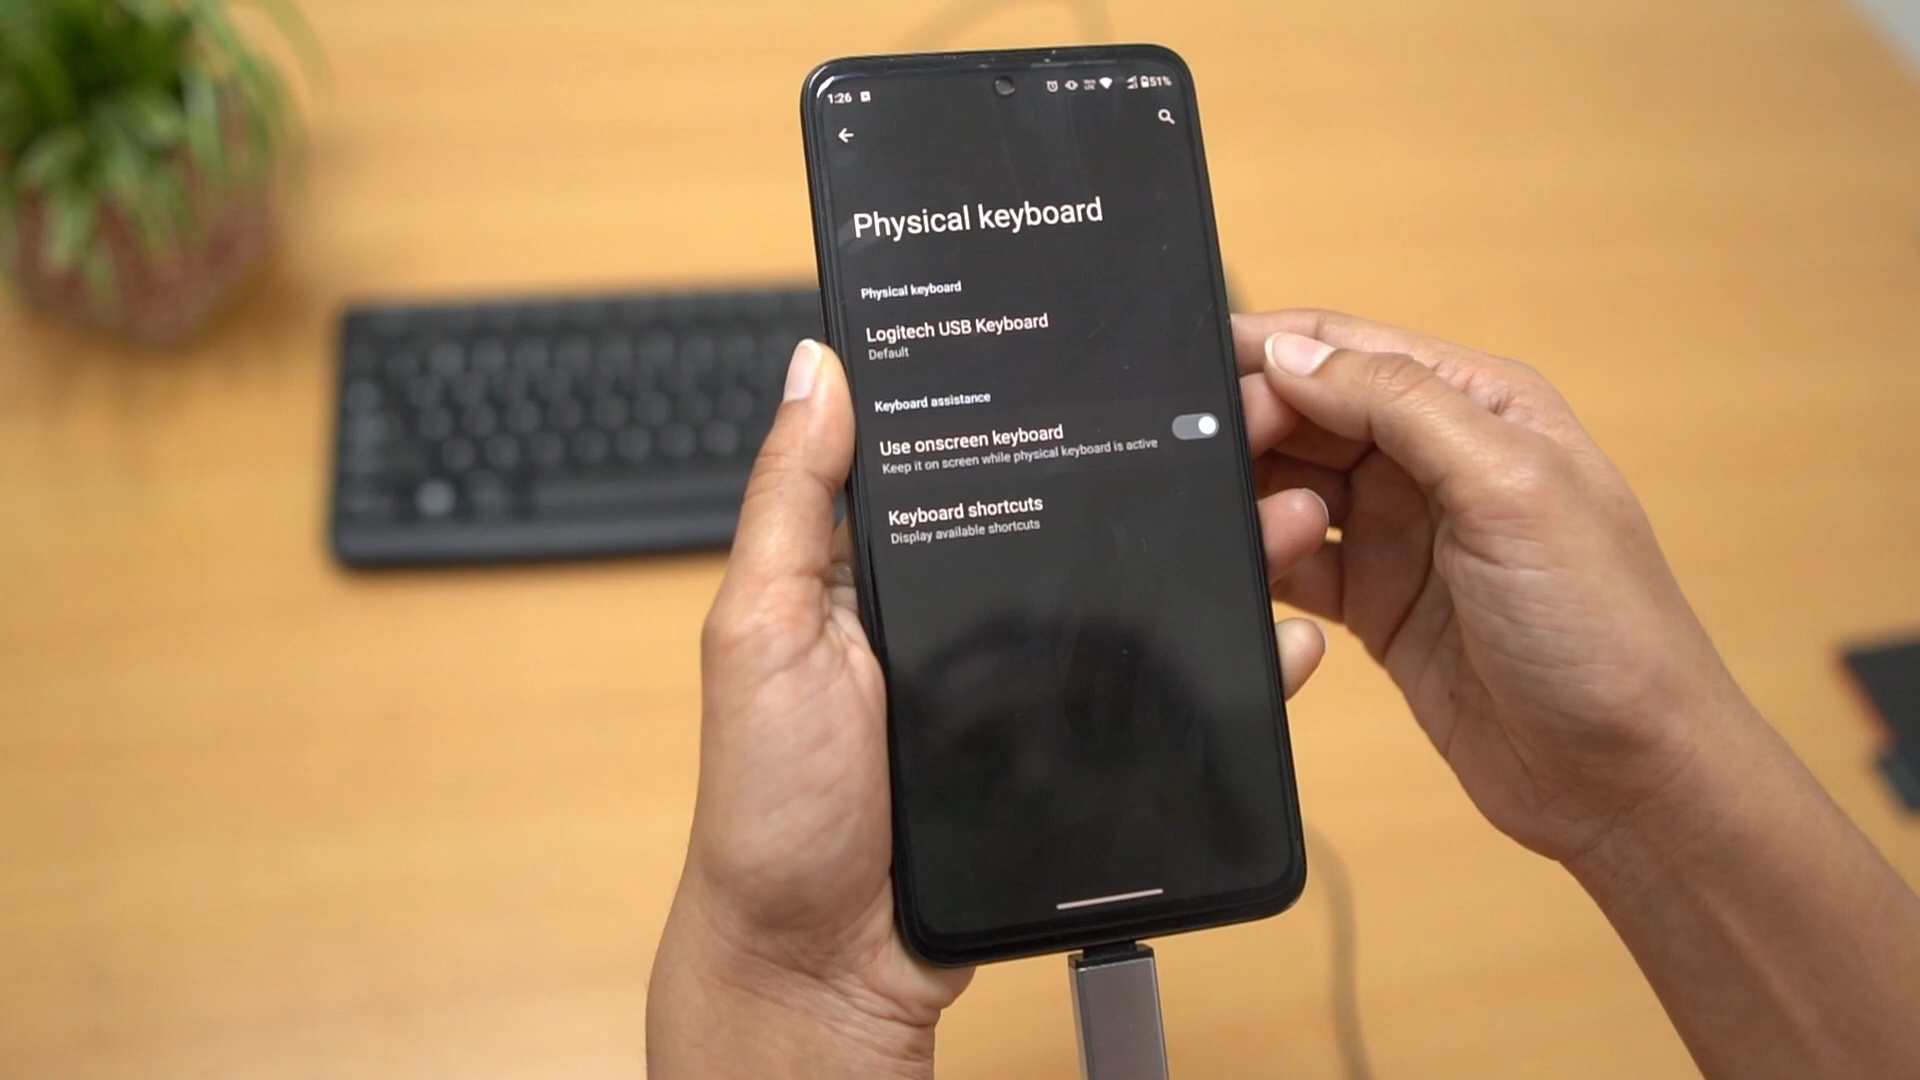 1:26 51%
Physical keyboard
Physical keyboard
Logitech USB Keyboard
Default
Keyboard assistance
Use onscreen keyboard
Keep it on screen while physical keyboard is active
Keyboard shortcuts
Display available shortcuts